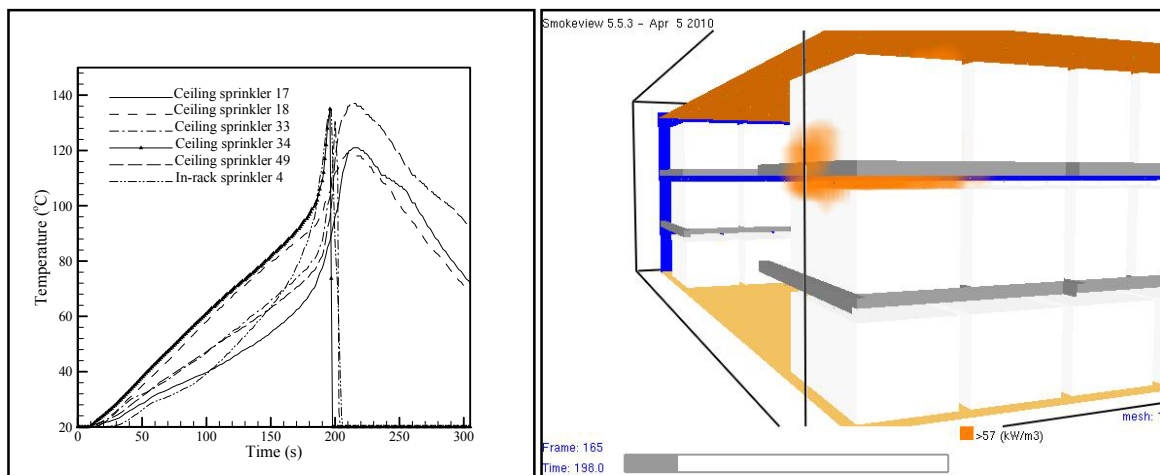 140
120
100
80
60
40
20
Temperature (°C)
Ceiling sprinkler 17
Ceiling sprinkler 18
Ceiling sprinkler 33
Ceiling sprinkler 34
Ceiling sprinkler 49
In-rack sprinkler 4
0 50 100 150 200 250 300
Time (s)
Smokeview 5.5.3 - Apr 5 2010
mesh: 1
>57 (kW/m3)
Frame: 165
Time: 198.0